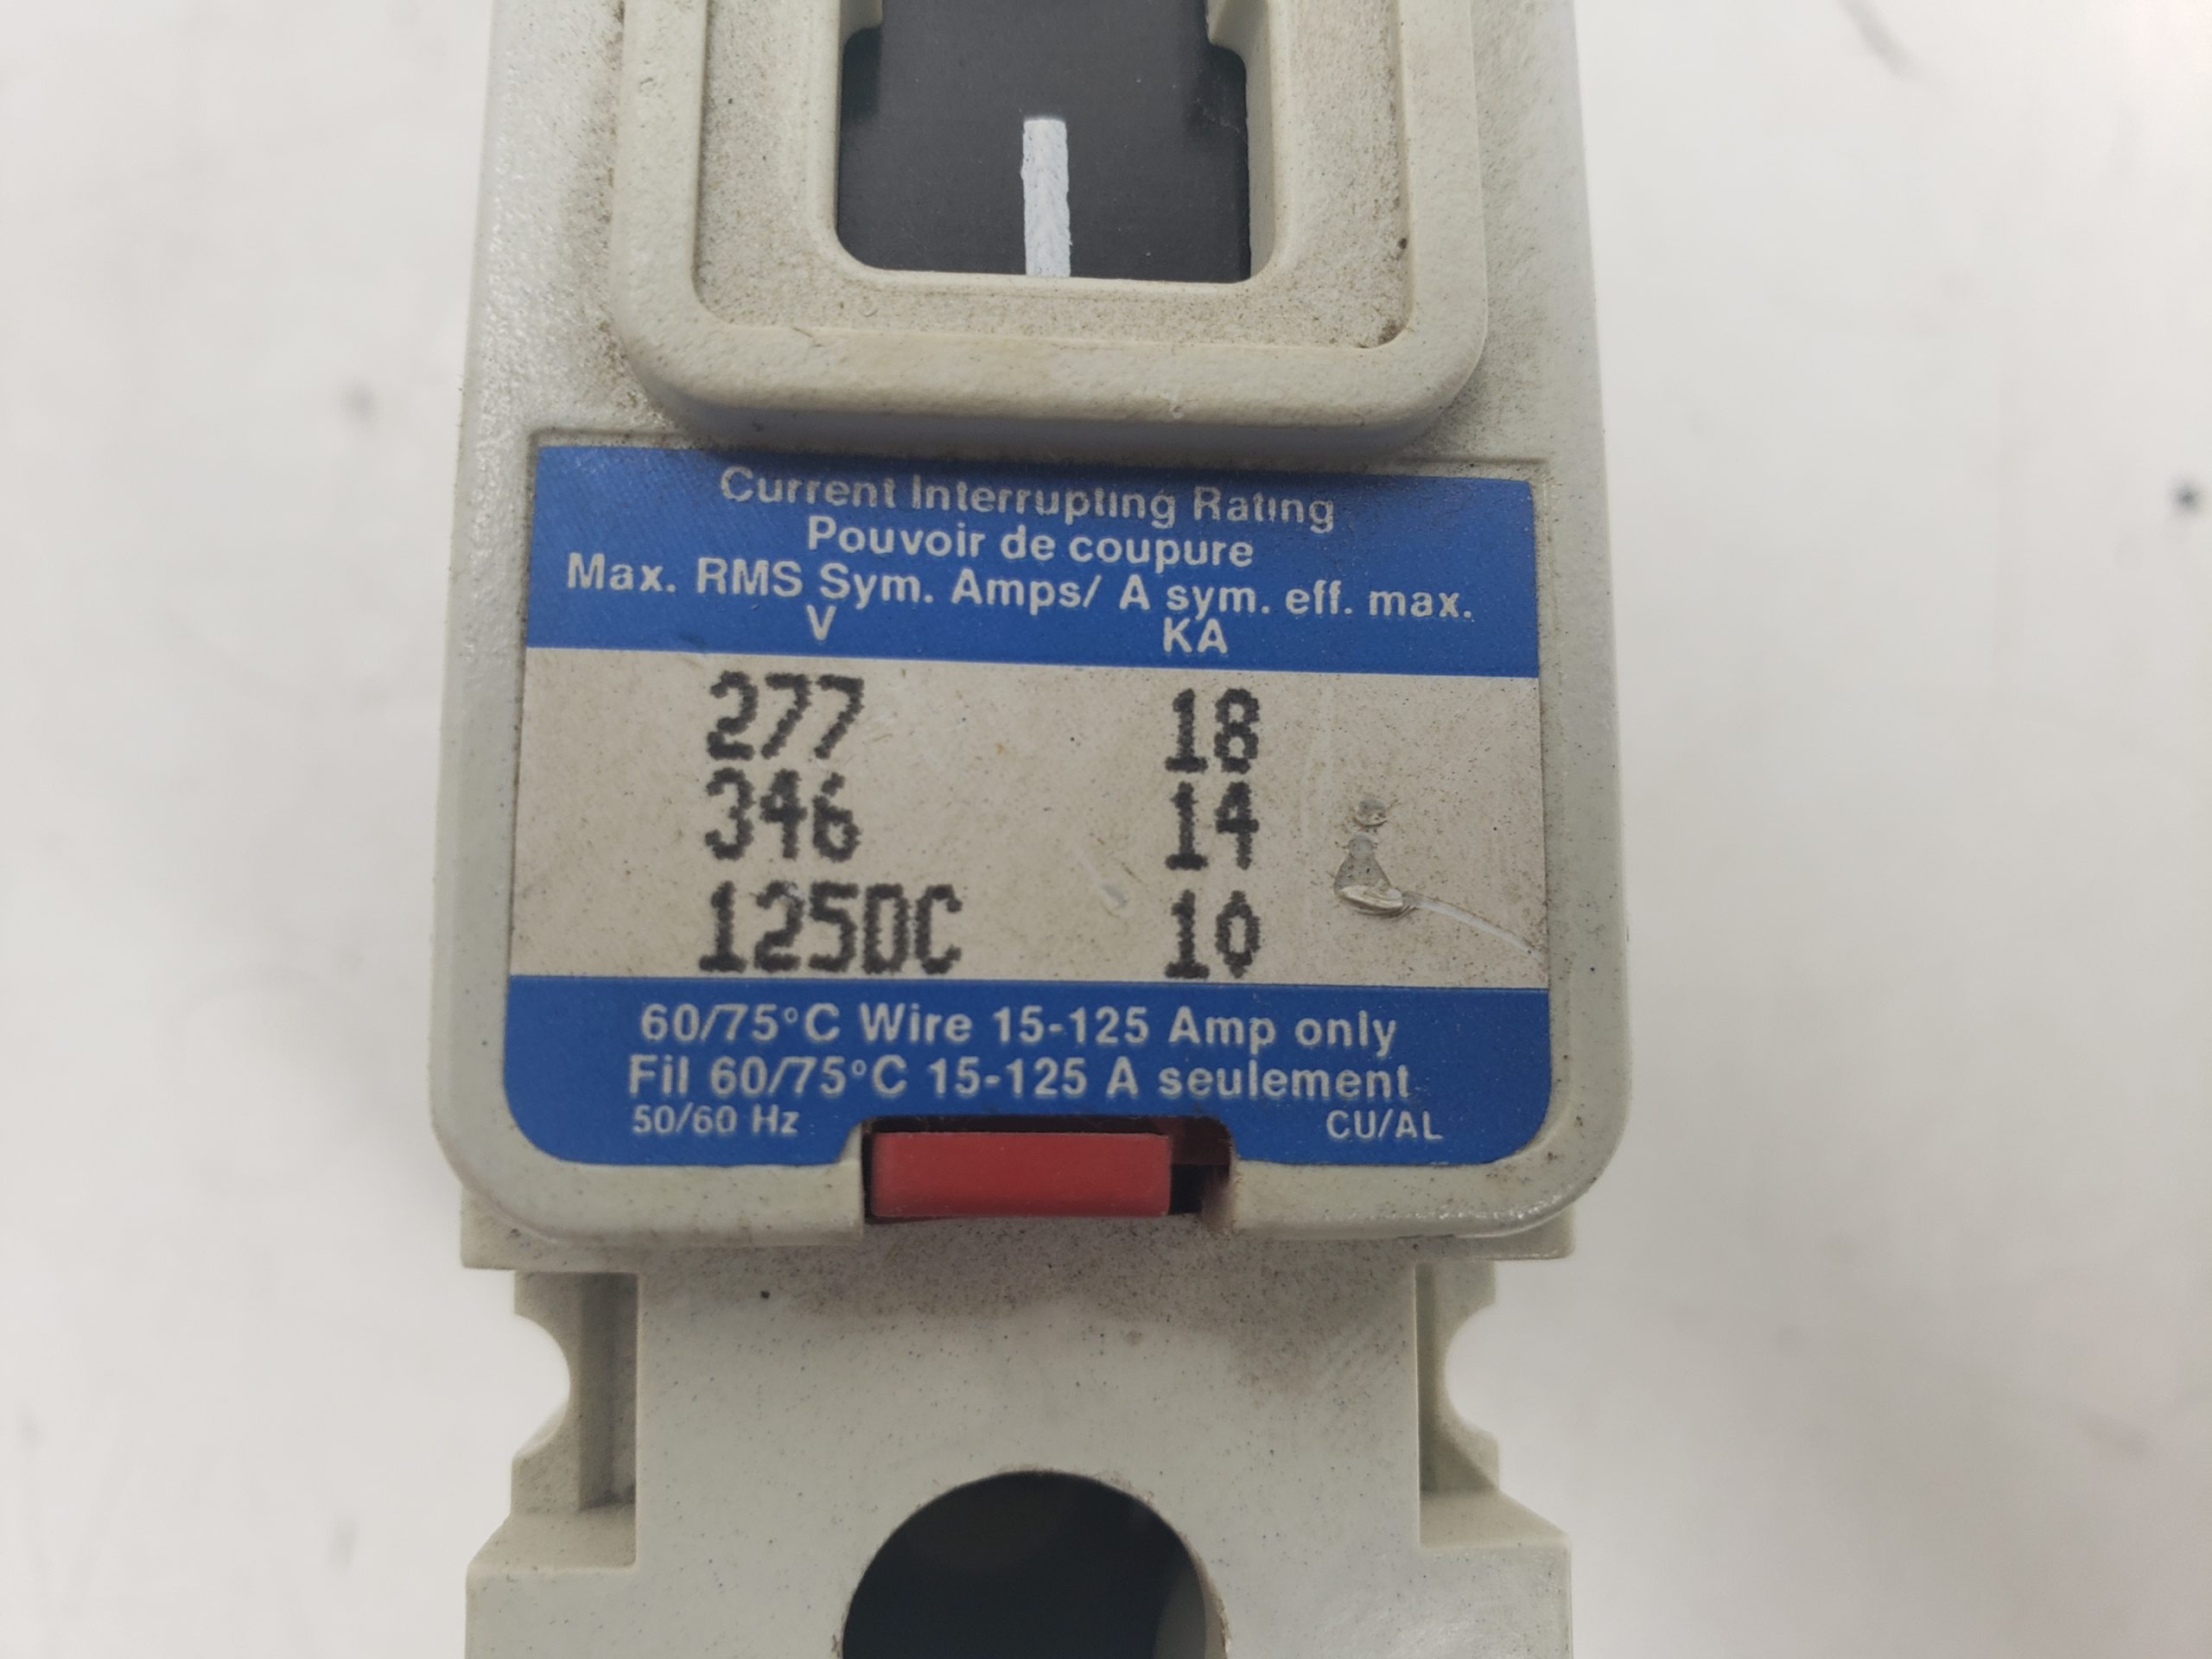 Current Interrupting Rating
Pouvoir de coupure
Max. RMS Sym. Amps/ A sym. eff. max.
V KA
277 18
346 14
125DC 10
60/75°C Wire 15-125 Amp only
Fil 60/75°C 15-125 A seulement
50/60 Hz CU/AL